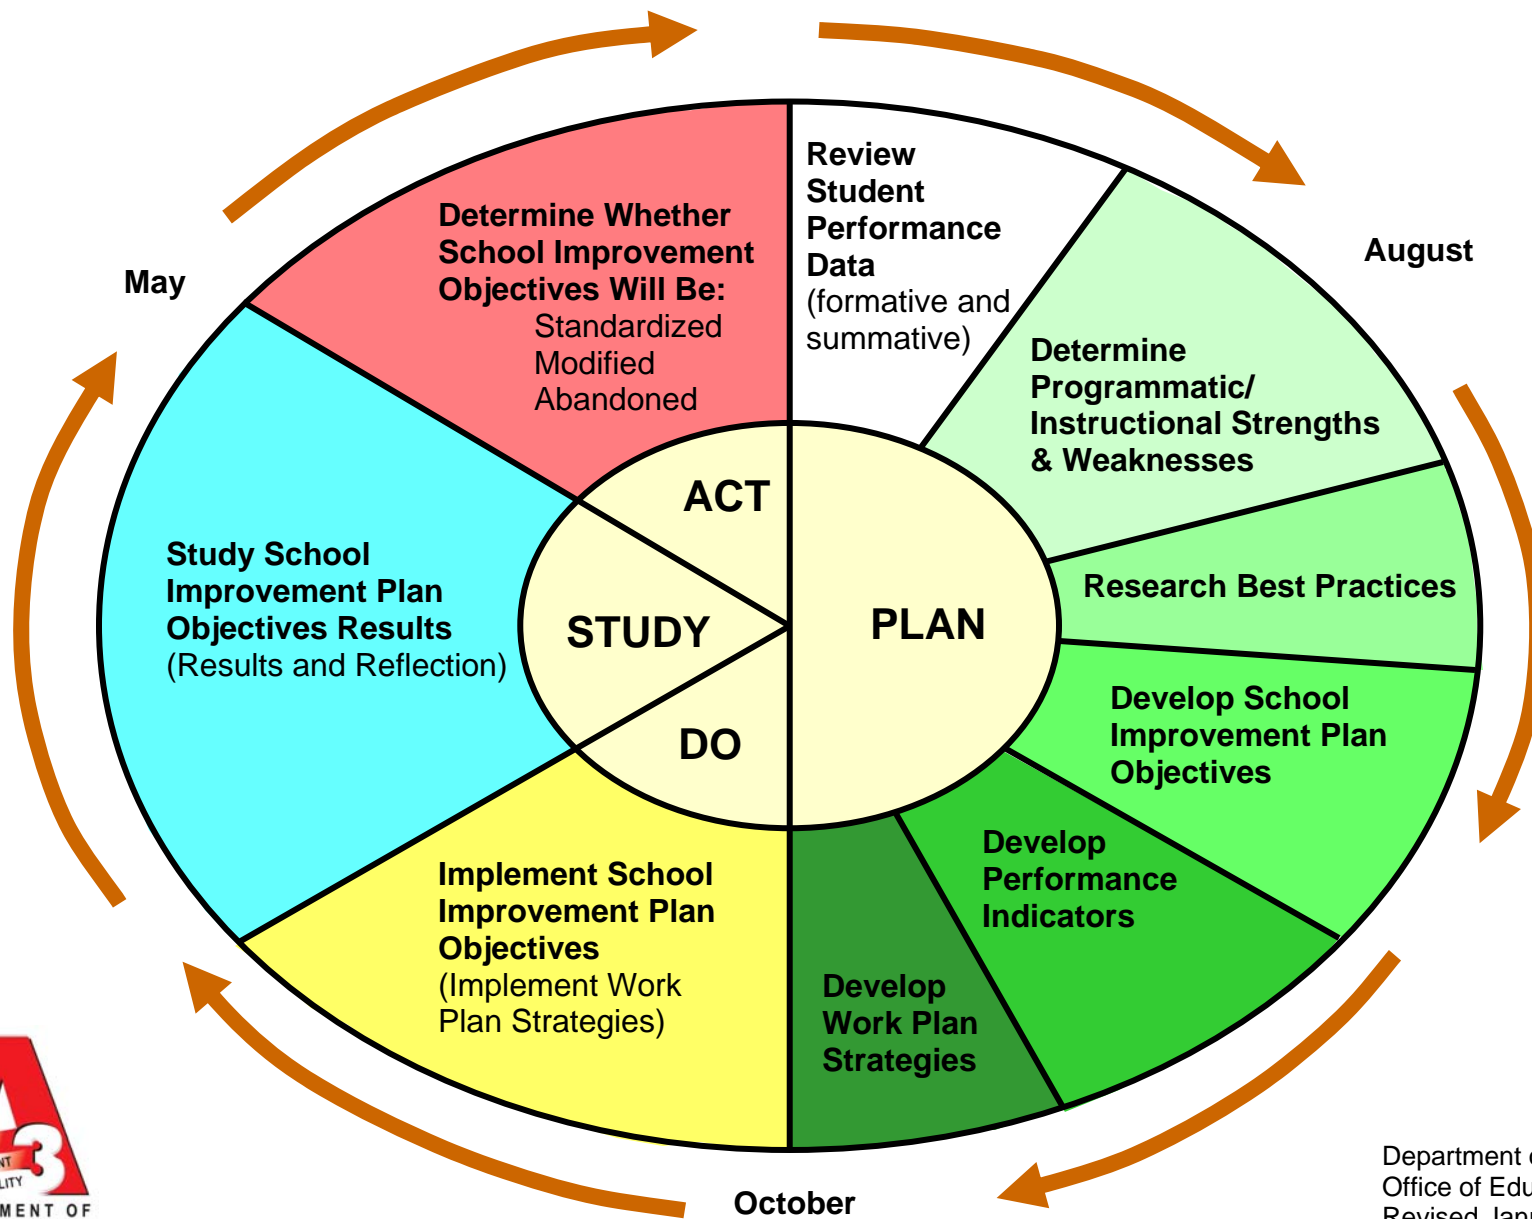 Review
Student
Performance
Data
(formative and
summative)
August
Determine
Programmatic/
Instructional Strengths
& Weaknesses
Research Best Practices
Develop School
Improvement Plan
Objectives
Develop
Performance
Indicators
Develop
Work Plan
Strategies
October
Implement School
Improvement Plan
Objectives
(Implement Work
Plan Strategies)
Study School
Improvement Plan
Objectives Results
(Results and Reflection)
May
Determine Whether
School Improvement
Objectives Will Be:
Standardized
Modified
Abandoned
ACT
STUDY
DO
PLAN
3
OF
Department
Office of
Revised